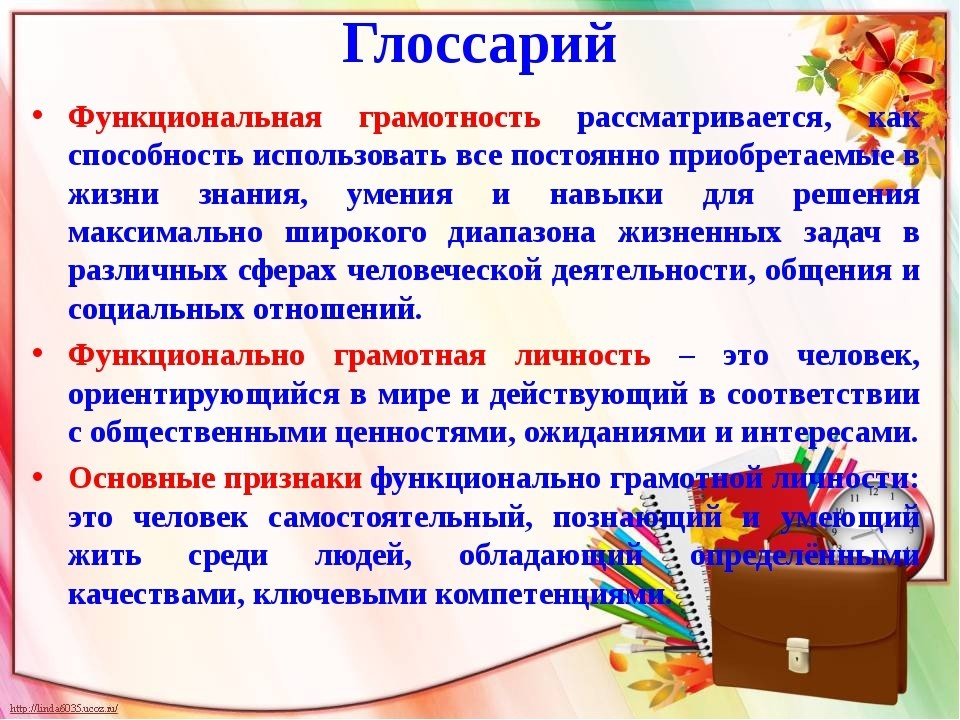 Глоссарий
• Функциональная грамотность рассматривается, как
способность использовать все постоянно приобретаемые в
жизни знания, умения и навыки для решения
максимально широкого диапазона жизненных задач в
различных сферах человеческой деятельности, общения и
социальных отношений.
• Функционально грамотная личность – это человек,
ориентирующийся в мире и действующий в соответствии
с общественными ценностями, ожиданиями и интересами.
• Основные признаки функционально грамотной личности:
это человек самостоятельный, познающий и умеющий
жить среди людей, обладающий определёнными
качествами, ключевыми компетенциями.
http://linda6035.ucoz.ru/